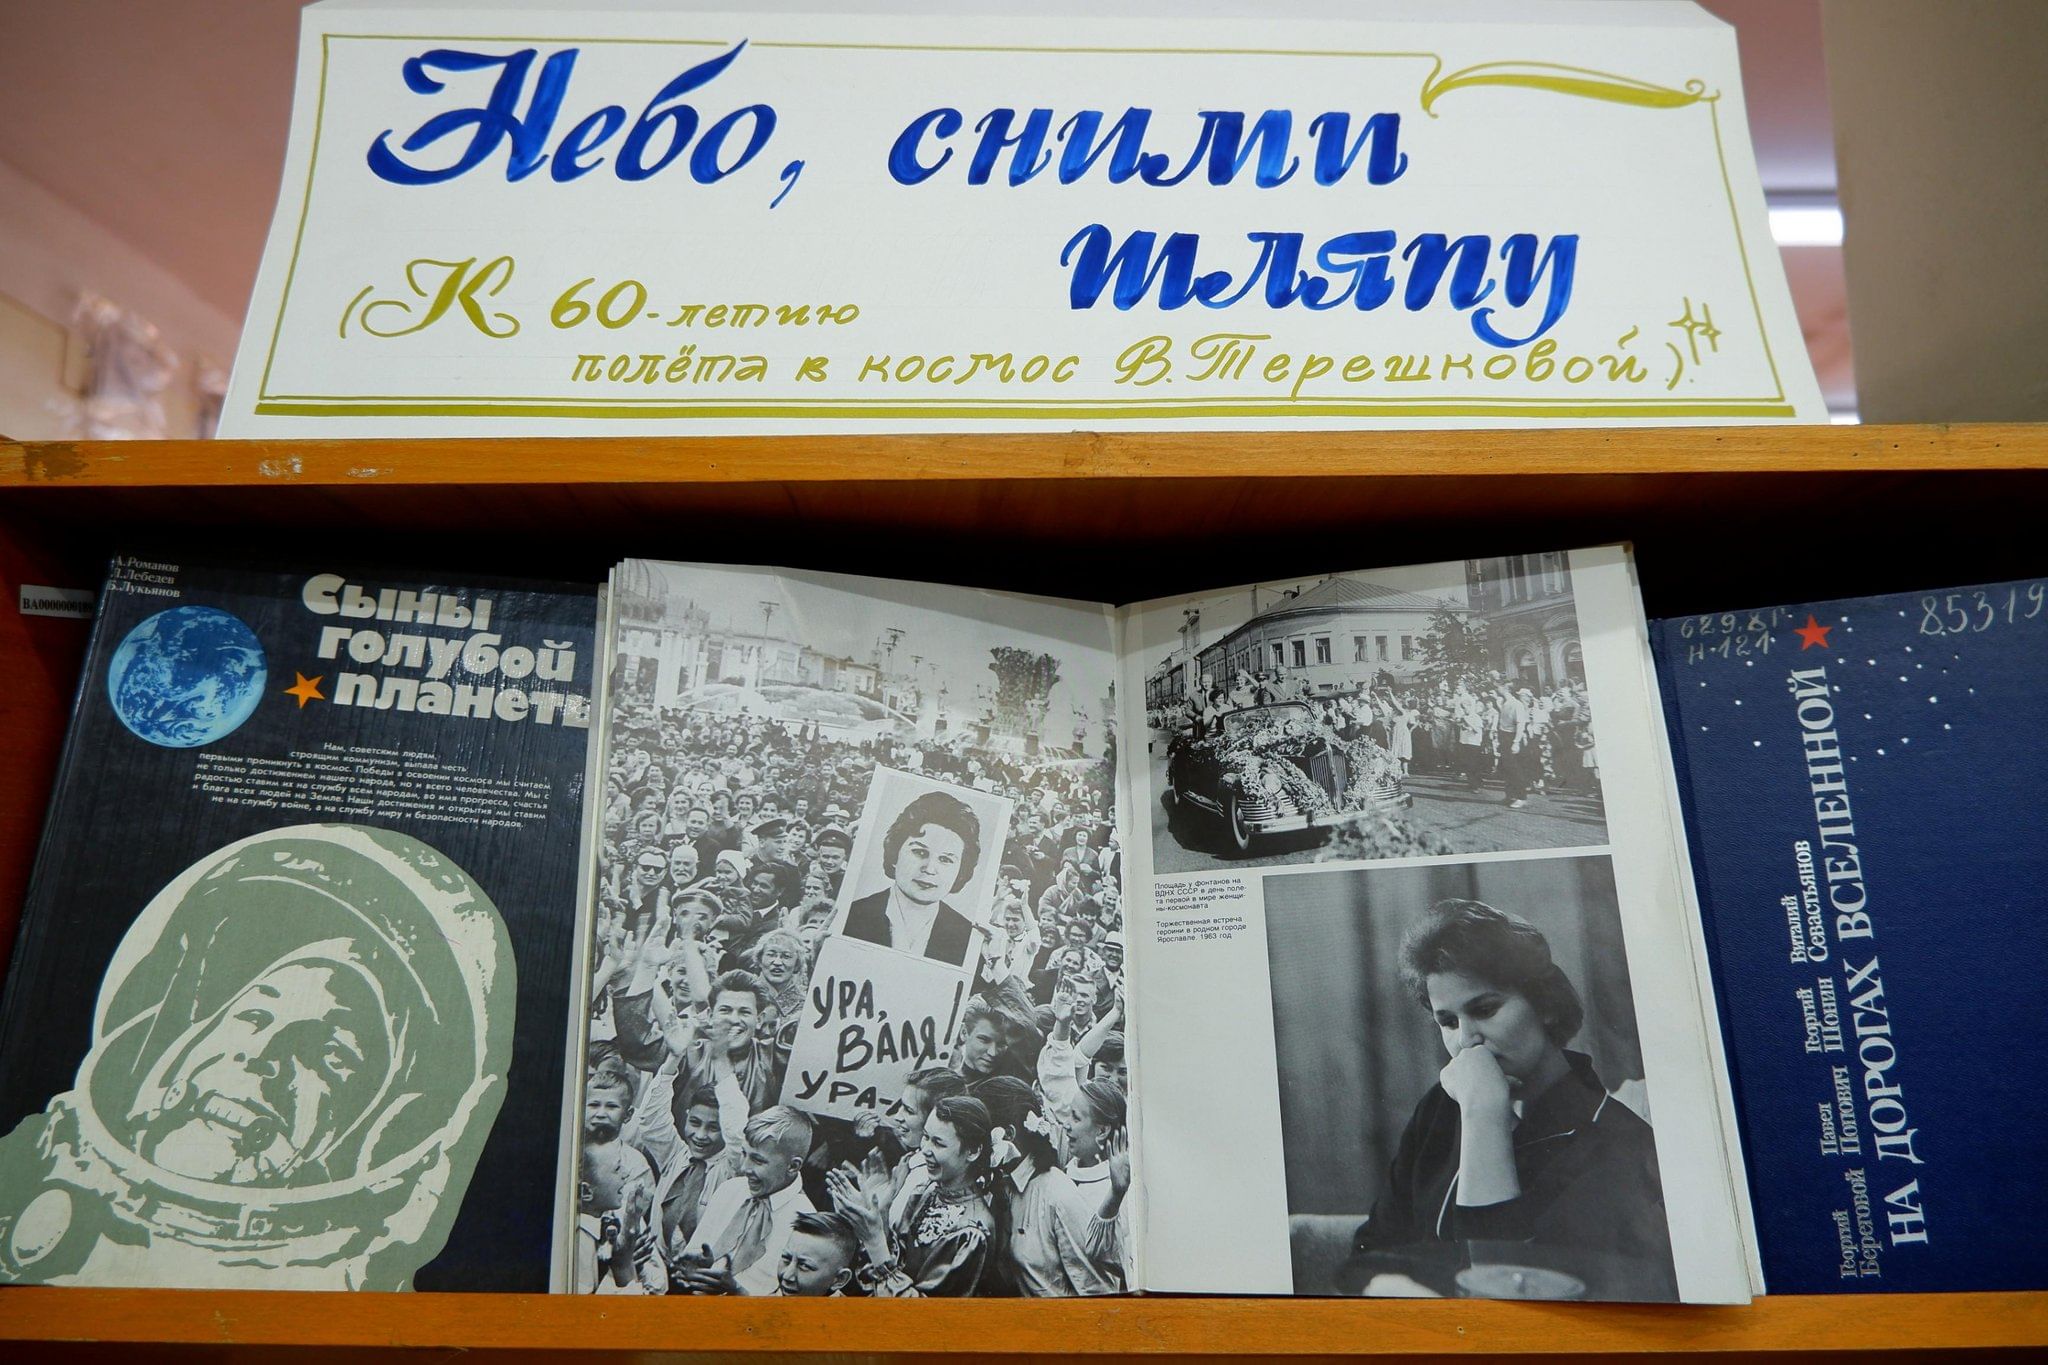 Небо, сними
шляпу
(К 60-летию
полёта в космос В. Терешковой).
А.Романов
Л.Лебедев
Б.Лукьянов
ВА0000000189
Сыны
голубой
планеты
Нам, советским людям,
строящим коммунизм, выпала честь
первыми проникнуть в космос. Победы в освоении космоса мы считаем
не только достижением нашего народа, но и всего человечества. Мы с
радостью ставим их на службу всем народам, во имя прогресса, счастья
и блага всех людей на Земле. Наши достижения и открытия мы ставим
не на службу войне, а на службу миру и безопасности народов.
УРА,
ВАЛЯ!
УРА-
Площадь у фонтанов на
ВДНХ СССР в день поле-
та первой в мире женщи-
ны-космонавта
Торжественная встреча
героини в родном городе
Ярославле. 1963 год
629.8Г
Н-121
85319
Георгий
Береговой
Павел
Попович
Георгий
Шонин
Виталий
Севастьянов
НА ДОРОГАХ ВСЕЛЕННОЙ